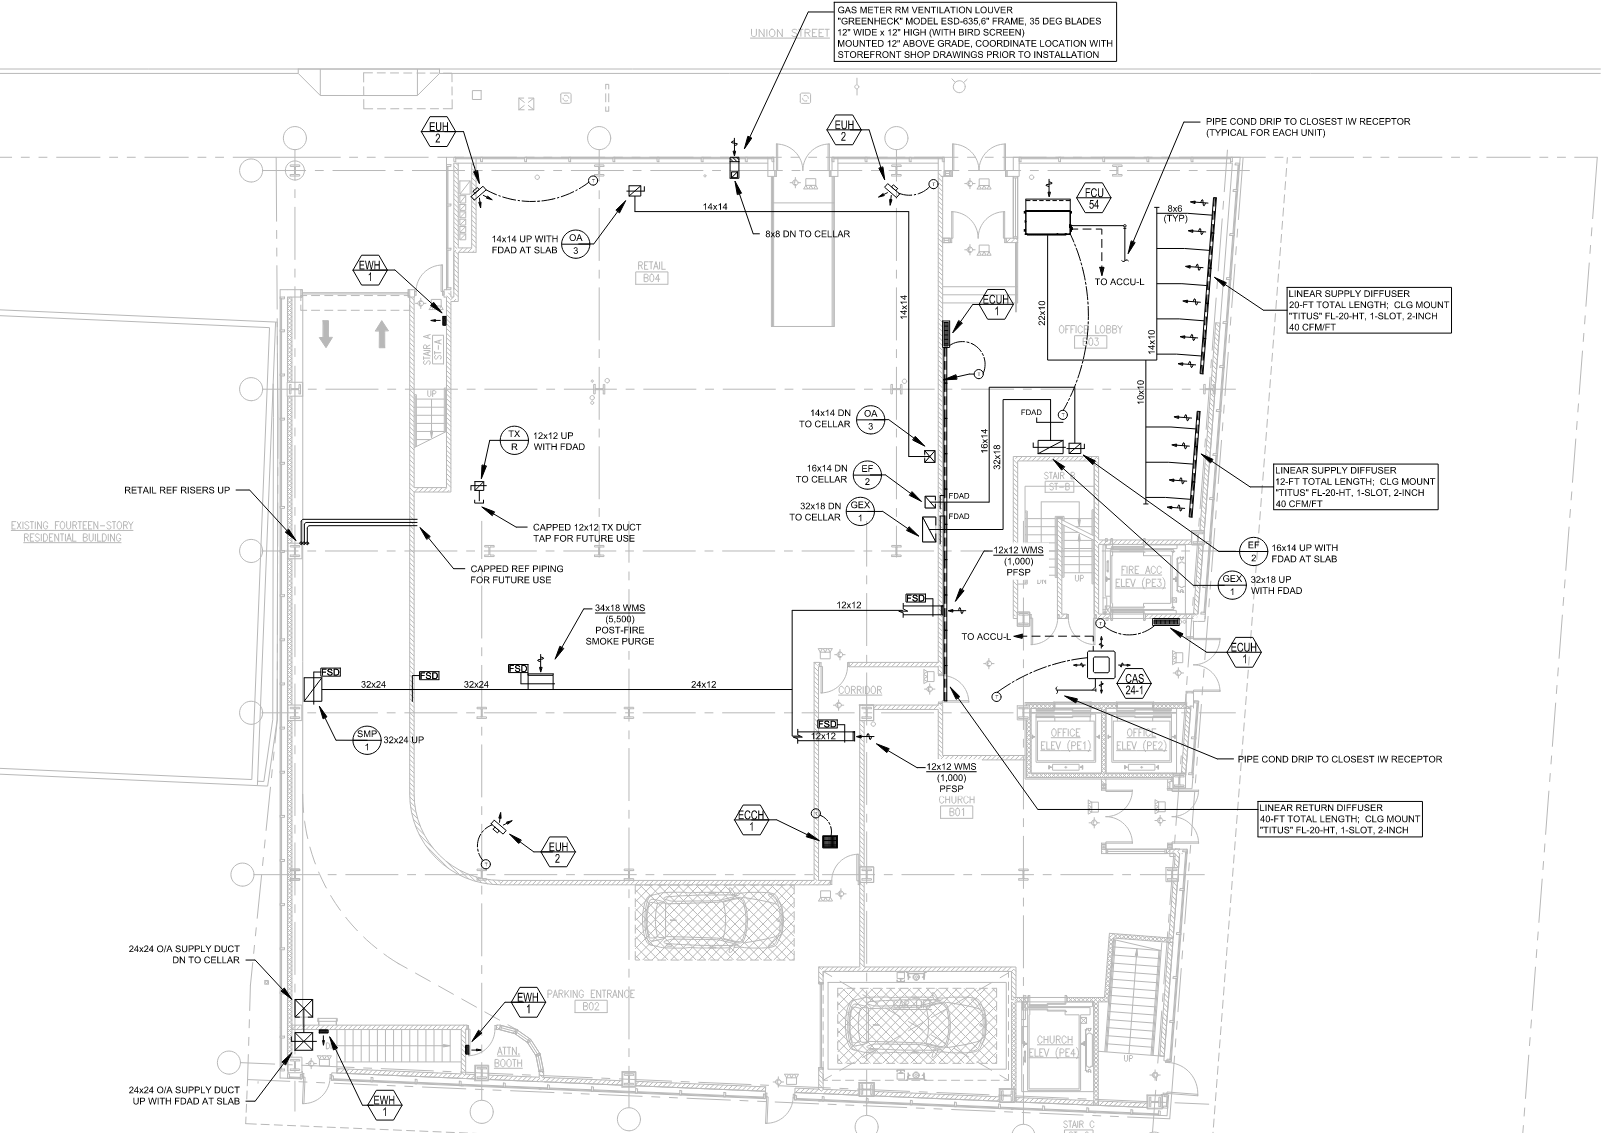 GAS METER RM VENTILATION LOUVER
"GREENHECK" MODEL ESD-635,6" FRAME, 35 DEG BLADES
12" WIDE x 12" HIGH (WITH BIRD SCREEN)
MOUNTED 12" ABOVE GRADE, COORDINATE LOCATION WITH
STOREFRONT SHOP DRAWINGS PRIOR TO INSTALLATION
UNION STREET
EUH
2
EUH
2
PIPE COND DRIP TO CLOSEST IW RECEPTOR
(TYPICAL FOR EACH UNIT)
FCU
54
14x14
8x6
(TYP)
8x8 DN TO CELLAR
14x14 UP WITH
FDAD AT SLAB
OA
3
EWH
1
RETAIL
B04
TO ACCU-L
LINEAR SUPPLY DIFFUSER
20-FT TOTAL LENGTH; CLG MOUNT
"TITUS" FL-20-HT, 1-SLOT, 2-INCH
40 CFM/FT
14x14
ECUH
1
22x10
OFFICE LOBBY
B03
14x10
STAIR A
ST-A
UP
10x10
14x14 DN
TO CELLAR
OA
3
FDAD
16x14
32x18
TX
R
12x12 UP
WITH FDAD
16x14 DN
TO CELLAR
EF
2
FDAD
STAIR B
ST-B
LINEAR SUPPLY DIFFUSER
12-FT TOTAL LENGTH; CLG MOUNT
"TITUS" FL-20-HT, 1-SLOT, 2-INCH
40 CFM/FT
RETAIL REF RISERS UP
32x18 DN
TO CELLAR
GEX
1
FDAD
EXISTING FOURTEEN-STORY
RESIDENTIAL BUILDING
CAPPED 12x12 TX DUCT
TAP FOR FUTURE USE
CAPPED REF PIPING
FOR FUTURE USE
12x12 WMS
(1,000)
PFSP
EF
2
16x14 UP WITH
FDAD AT SLAB
DN
UP
FIRE ACC
ELEV (PE3)
GEX
1
32x18 UP
WITH FDAD
FSD
12x12
34x18 WMS
(5,500)
POST-FIRE
SMOKE PURGE
TO ACCU-L
ECUH
1
FSD
FSD
FSD
32x24
32x24
24x12
CORRIDOR
CAS
24-1
SMP
1
32x24 UP
FSD
12x12
OFFICE
ELEV (PE1)
OFFICE
ELEV (PE2)
PIPE COND DRIP TO CLOSEST IW RECEPTOR
12x12 WMS
(1,000)
PFSP
CHURCH
B01
LINEAR RETURN DIFFUSER
40-FT TOTAL LENGTH; CLG MOUNT
"TITUS" FL-20-HT, 1-SLOT, 2-INCH
ECCH
1
EUH
2
24x24 O/A SUPPLY DUCT
DN TO CELLAR
PARKING ENTRANCE
B02
EWH
1
ATTN.
BOOTH
CHURCH
ELEV (PE4)
UP
24x24 O/A SUPPLY DUCT
UP WITH FDAD AT SLAB
EWH
1
STAIR C